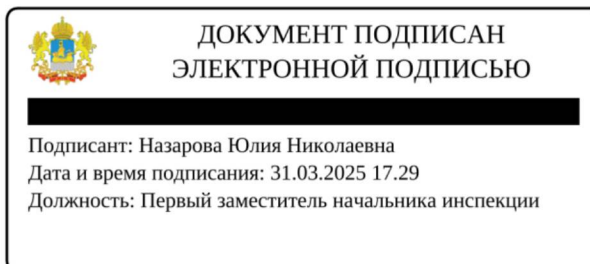 ДОКУМЕНТ ПОДПИСАН
ЭЛЕКТРОННОЙ ПОДПИСЬЮ
Подписант: Назарова Юлия Николаевна
Дата и время подписания: 31.03.2025 17.29
Должность: Первый заместитель начальника инспекции